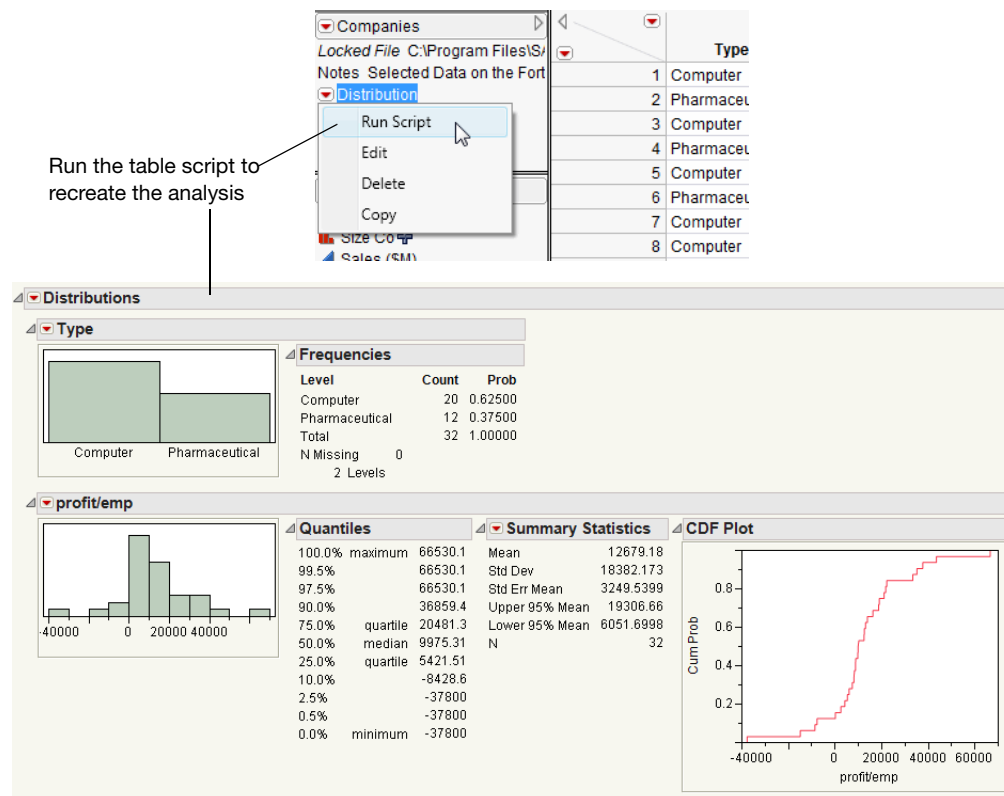 Companies
Locked File C:\Program Files\SA
Notes Selected Data on the Fort
Distribution
Run Script
Edit
Delete
Copy
Size Co
Sales ($M)
Type
1 Computer
2 Pharmaceu
3 Computer
4 Pharmaceu
5 Computer
6 Pharmaceu
7 Computer
8 Computer
Run the table script to
recreate the analysis
Distributions
Type
Computer Pharmaceutical
Frequencies
Level Count Prob
Computer 20 0.62500
Pharmaceutical 12 0.37500
Total 32 1.00000
N Missing 0
2 Levels
profit/emp
-40000 0 20000 40000
Quantiles
100.0% maximum 66530.1
99.5% 66530.1
97.5% 66530.1
90.0% 36859.4
75.0% quartile 20481.3
50.0% median 9975.31
25.0% quartile 5421.51
10.0% -8428.6
2.5% -37800
0.5% -37800
0.0% minimum -37800
Summary Statistics
Mean 12679.18
Std Dev 18382.173
Std Err Mean 3249.5399
Upper 95% Mean 19306.66
Lower 95% Mean 6051.6998
N 32
CDF Plot
Cum Prob
0.8
0.6
0.4
0.2
-40000 0 20000 40000 60000
profit/emp